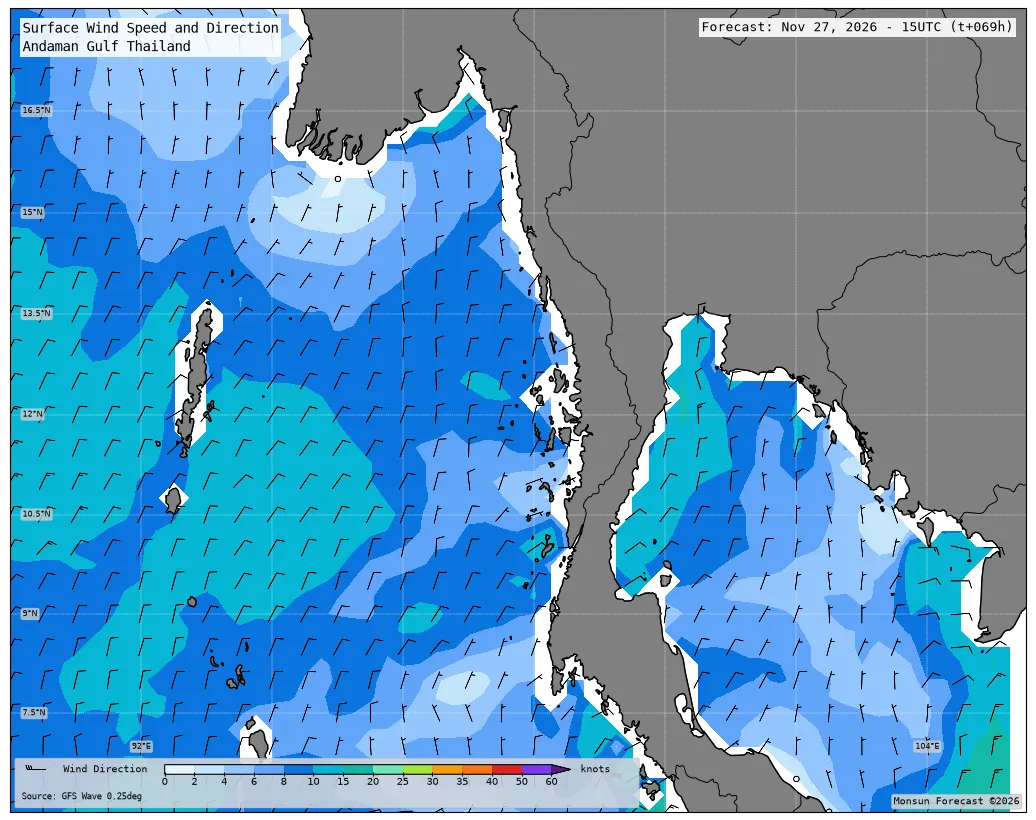 Surface Wind Speed and Direction
Andaman Gulf Thailand
Forecast: Nov 27, 2026 - 15UTC (t+069h)
16.5°N
15°N
13.5°N
12°N
10.5°N
9°N
7.5°N
92°E
104°E
Wind Direction
0 2 4 6 8 10 15 20 25 30 35 40 50 60
knots
Source: GFS Wave 0.25deg
Monsun Forecast ©2026